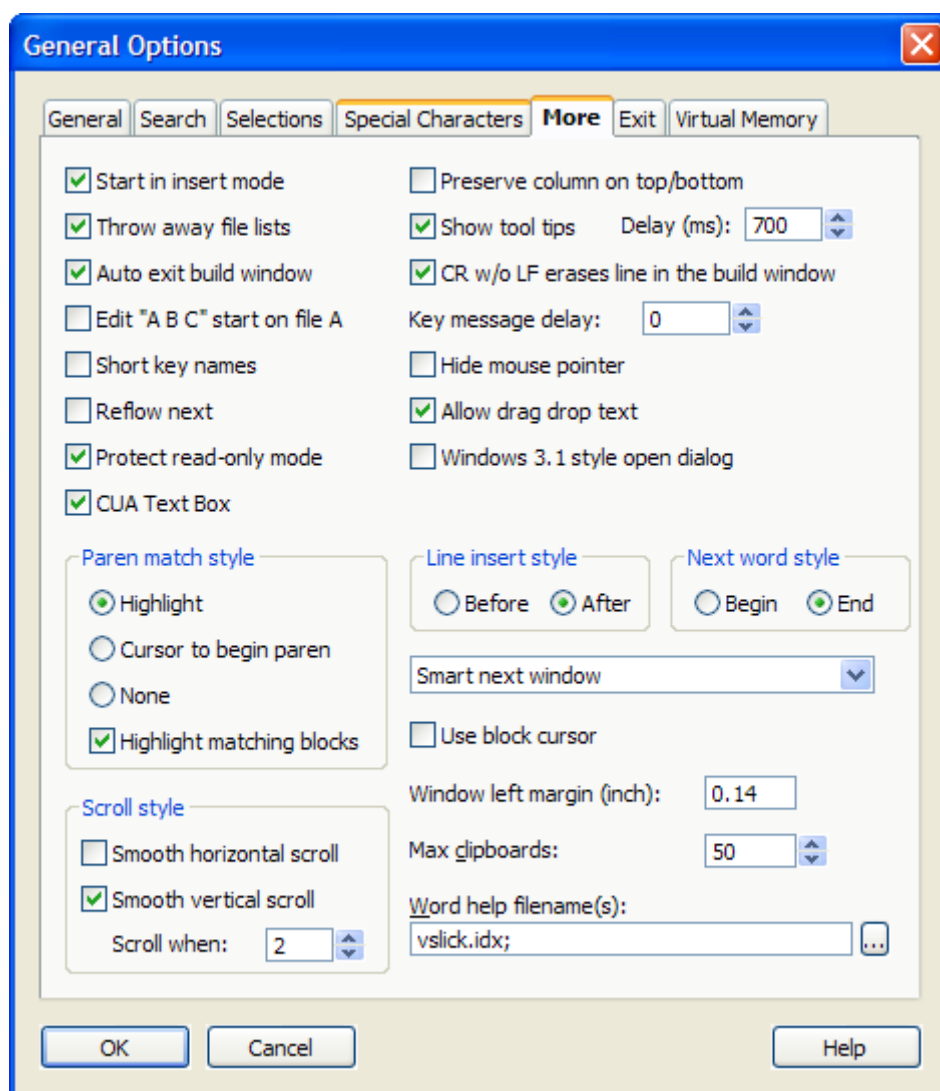 General Options
General Search Selections Special Characters More Exit Virtual Memory
Start in insert mode
Throw away file lists
Auto exit build window
Edit "A B C" start on file A
Short key names
Reflow next
Protect read-only mode
CUA Text Box
Preserve column on top/bottom
Show tool tips Delay (ms): 700
CR w/o LF erases line in the build window
Key message delay: 0
Hide mouse pointer
Allow drag drop text
Windows 3.1 style open dialog
Paren match style
Highlight
Cursor to begin paren
None
Highlight matching blocks
Line insert style
Before After
Next word style
Begin End
Smart next window
Use block cursor
Window left margin (inch): 0.14
Max clipboards: 50
Word help filename(s):
vslick.idx;
...
Scroll style
Smooth horizontal scroll
Smooth vertical scroll
Scroll when: 2
OK Cancel Help